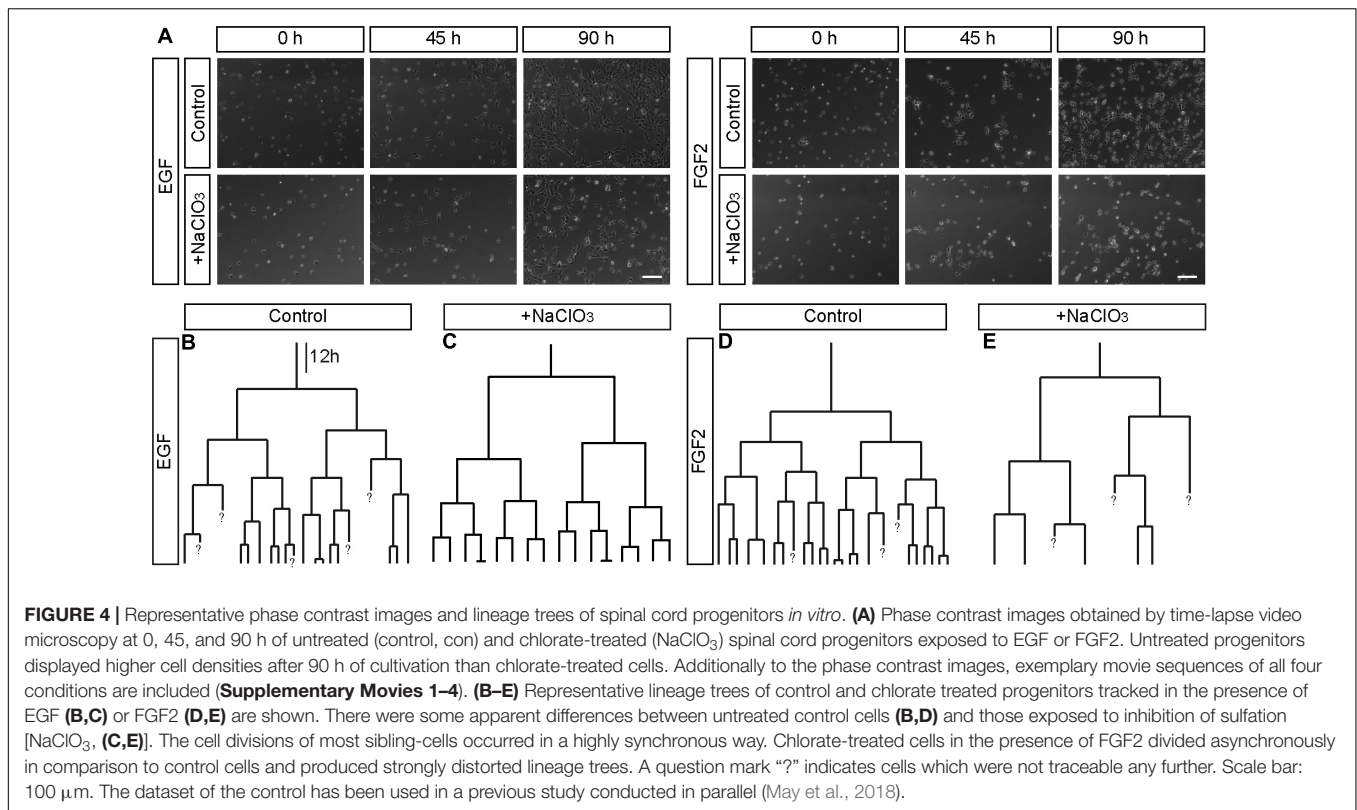 A
0 h 45 h 90 h 0 h 45 h 90 h
EGF
Control
+NaClO₃
FGF2
Control
+NaClO₃
Control +NaClO₃ Control +NaClO₃
B C D E
12h
EGF
FGF2
? ? ? ? ? ? ? ? ? ? ? ?
FIGURE 4 | Representative phase contrast images and lineage trees of spinal cord progenitors in vitro. (A) Phase contrast images obtained by time-lapse video
microscopy at 0, 45, and 90 h of untreated (control, con) and chlorate-treated (NaClO₃) spinal cord progenitors exposed to EGF or FGF2. Untreated progenitors
displayed higher cell densities after 90 h of cultivation than chlorate-treated cells. Additionally to the phase contrast images, exemplary movie sequences of all four
conditions are included (Supplementary Movies 1–4). (B–E) Representative lineage trees of control and chlorate treated progenitors tracked in the presence of
EGF (B,C) or FGF2 (D,E) are shown. There were some apparent differences between untreated control cells (B,D) and those exposed to inhibition of sulfation
[NaClO₃, (C,E)]. The cell divisions of most sibling-cells occurred in a highly synchronous way. Chlorate-treated cells in the presence of FGF2 divided asynchronously
in comparison to control cells and produced strongly distorted lineage trees. A question mark “?” indicates cells which were not traceable any further. Scale bar:
100 μm. The dataset of the control has been used in a previous study conducted in parallel (May et al., 2018).